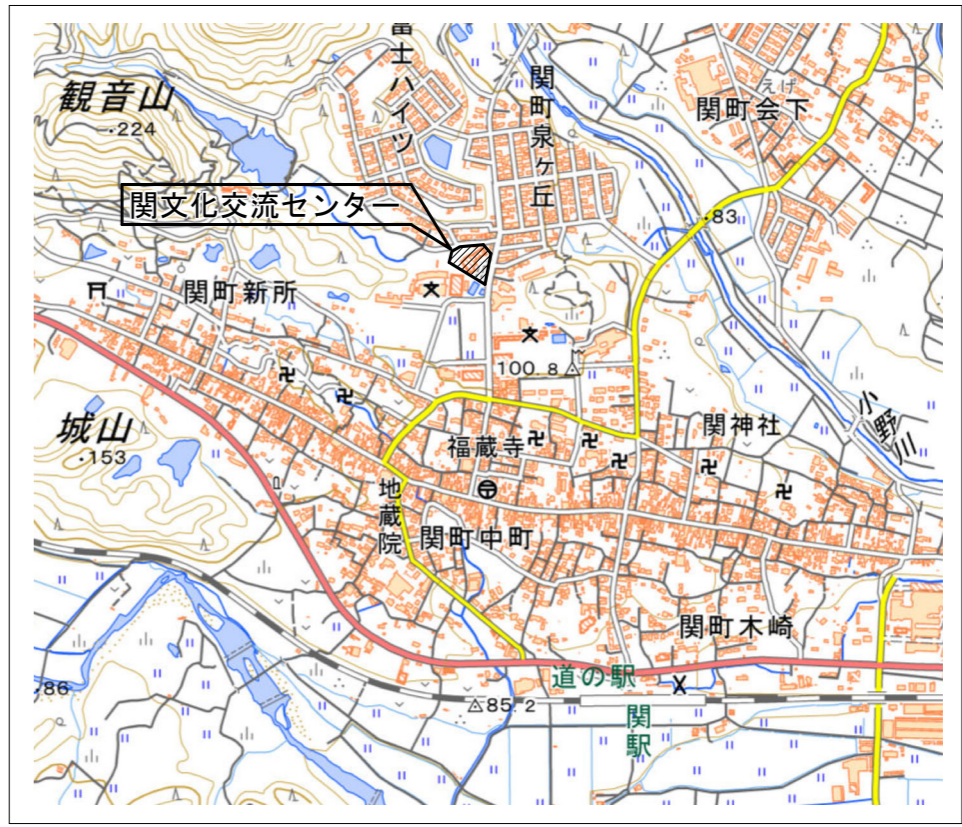 富士ハイツ
関町泉ヶ丘
観音山
・224
えげ
関町会下
関文化交流センター
・83
関町新所
100.8
小野川
城山
・153
福蔵寺
関神社
地蔵院
関町中町
関町木崎
道の駅
・86
85.2
関駅